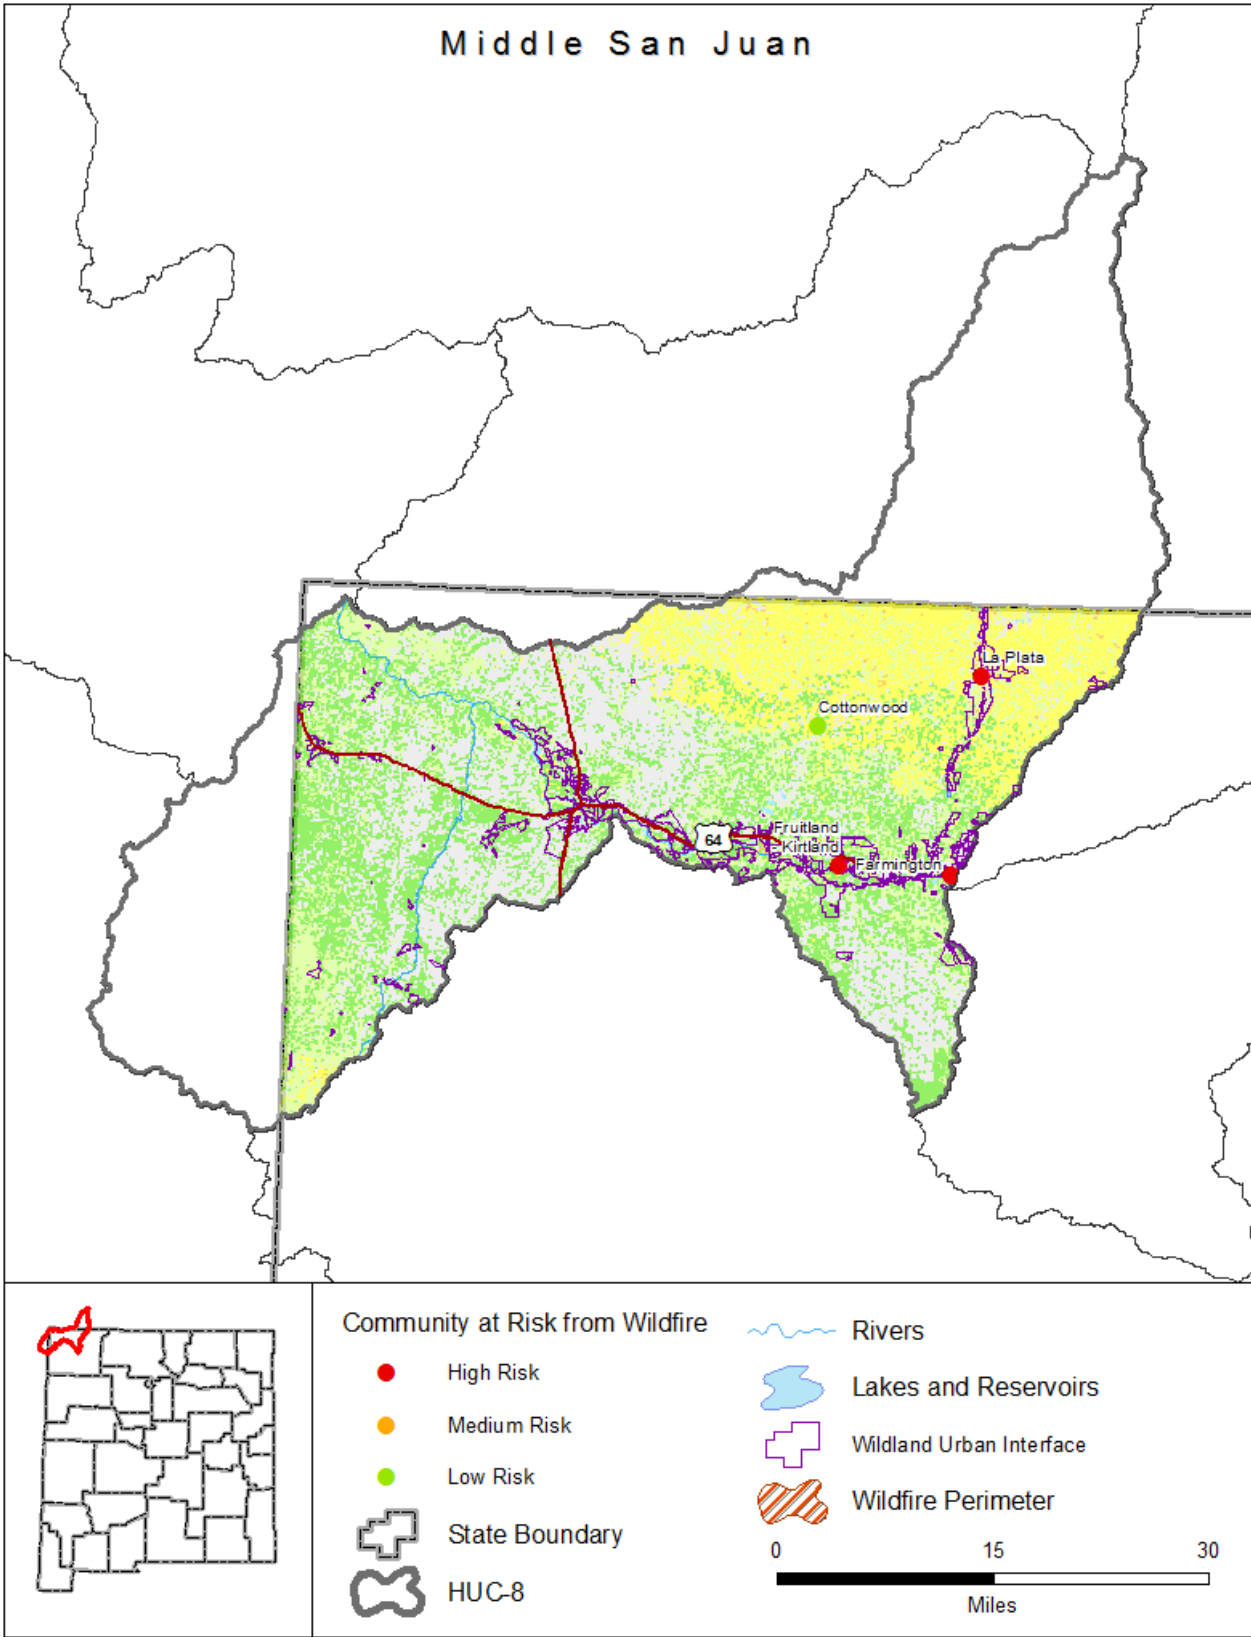 Middle San Juan
La Plata
Cottonwood
64
Fruitland
- Kirtland
Farmington
Community at Risk from Wildfire
High Risk
Medium Risk
Low Risk
State Boundary
HUC-8
Rivers
Lakes and Reservoirs
Wildland Urban Interface
Wildfire Perimeter
0 15 30
Miles